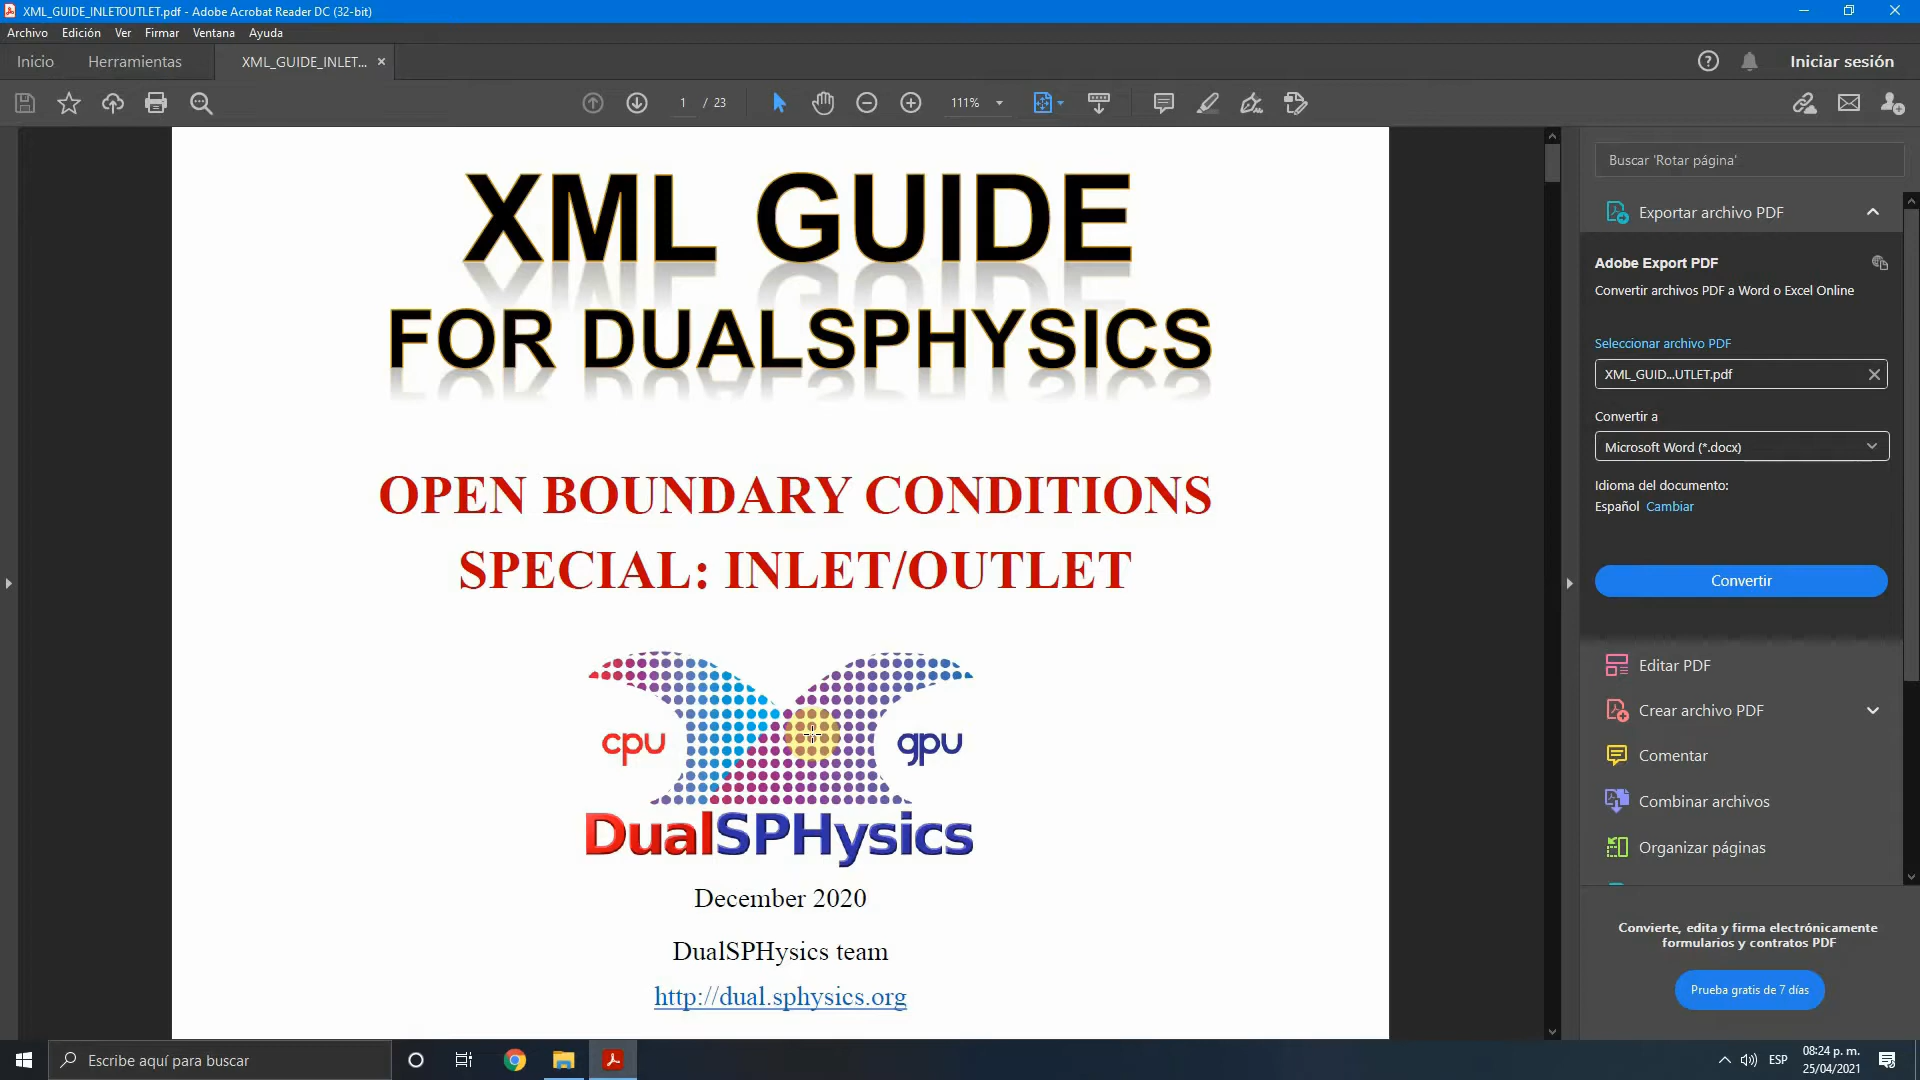 XML_GUIDE_INLETOUTLET.pdf - Adobe Acrobat Reader DC (32-bit)
Archivo Edición Ver Firmar Ventana Ayuda
Inicio Herramientas XML_GUIDE_INLET... × Iniciar sesión
1 / 23 111%
XML GUIDE
FOR DUALSPHYSICS
OPEN BOUNDARY CONDITIONS
SPECIAL: INLET/OUTLET
cpu gpu
DualSPHysics
December 2020
DualSPHysics team
http://dual.sphysics.org
Buscar 'Rotar página'
Exportar archivo PDF
Adobe Export PDF
Convertir archivos PDF a Word o Excel Online
Seleccionar archivo PDF
XML_GUID...UTLET.pdf
Convertir a
Microsoft Word (*.docx)
Idioma del documento:
Español Cambiar
Convertir
Editar PDF
Crear archivo PDF
Comentar
Combinar archivos
Organizar páginas
Convierte, edita y firma electrónicamente
formularios y contratos PDF
Prueba gratis de 7 días
Escribe aquí para buscar
ESP
08:24 p. m.
25/04/2021